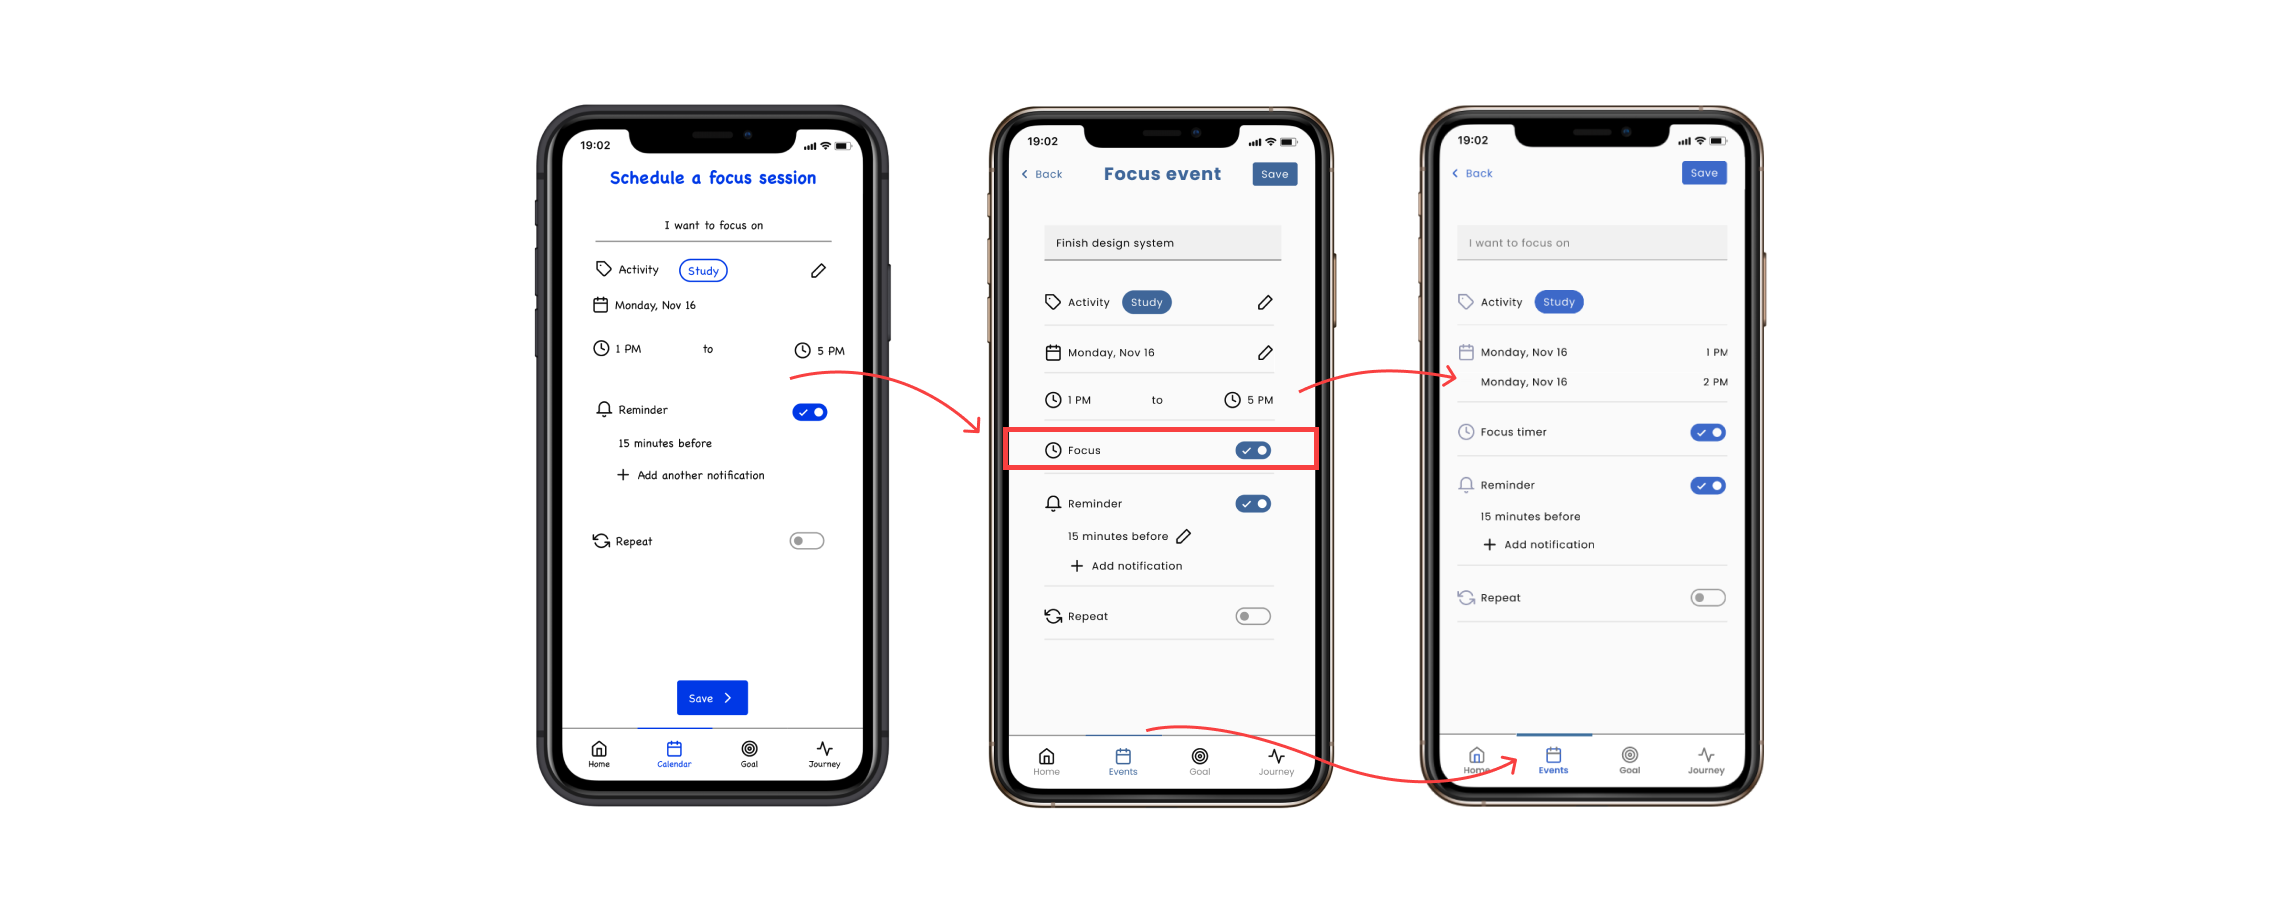 19:02
Schedule a focus session
I want to focus on
Activity Study
Monday, Nov 16
1 PM to 5 PM
Reminder
15 minutes before
Add another notification
Repeat
Save
Home Calendar Goal Journey
19:02
Back Focus event Save
Finish design system
Activity Study
Monday, Nov 16
1 PM to 5 PM
Focus
Reminder
15 minutes before
Add notification
Repeat
Home Events Goal Journey
19:02
Back Save
I want to focus on
Activity Study
Monday, Nov 16 1 PM
Monday, Nov 16 2 PM
Focus timer
Reminder
15 minutes before
Add notification
Repeat
Home Events Goal Journey